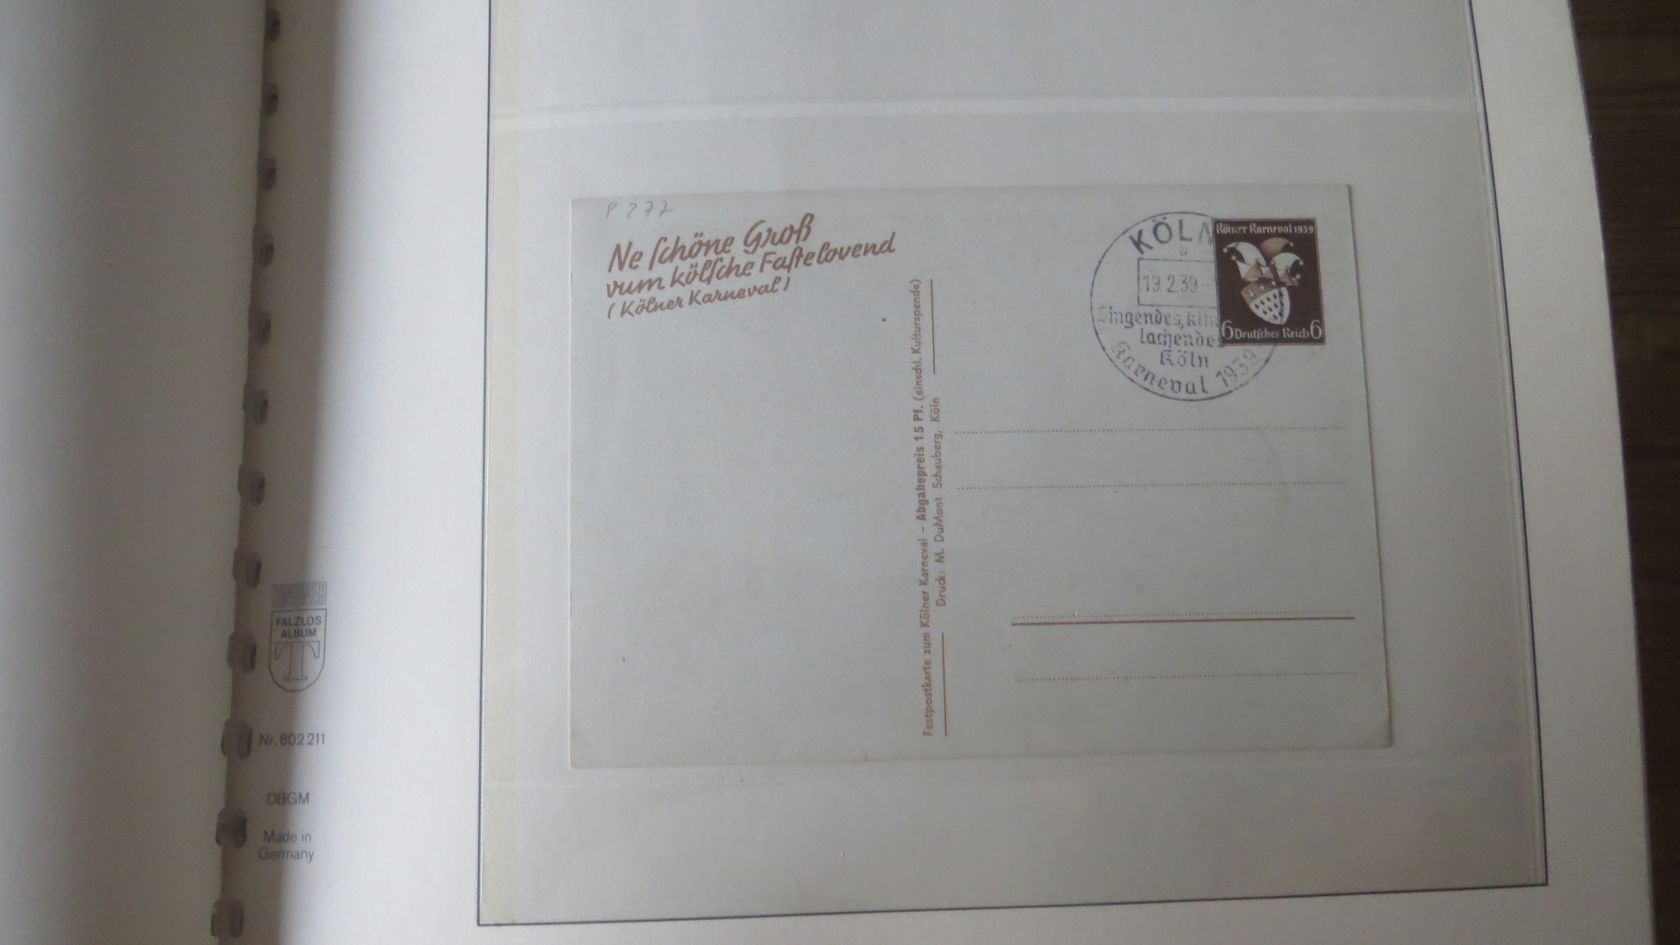 P 277
Ne schöne Groß
vum kölsche Fastelovend
(Kölner Karneval)
Festpostkarte zum Kölner Karneval – Abgabepreis 15 Pf. (einschl. Kulturspende)
Druck: M. DuMont Schauberg, Köln
KÖLN
19.2.39
Singendes,
lachendes
Köln
Karneval 1939
Kölner Karneval 1939
6 Deutsches Reich 6
FALZLOS
ALBUM
T
Nr. 802 211
DBGM
Made in
Germany